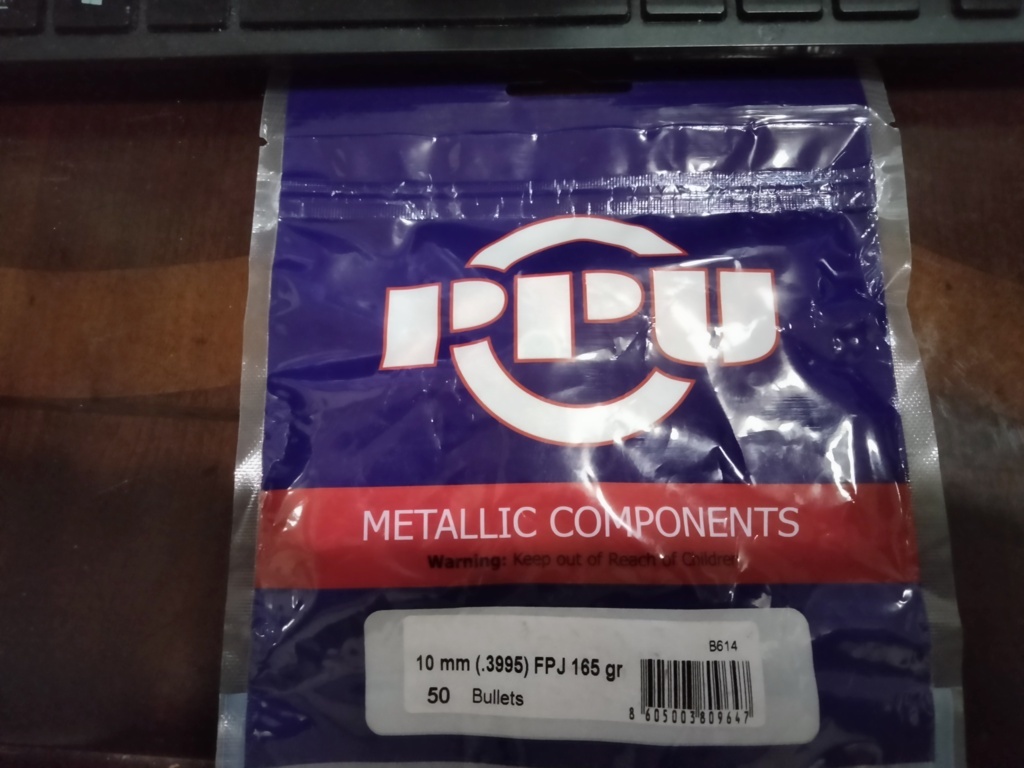 PPU
METALLIC COMPONENTS
Warning: Keep out of Reach of Children
B614
10 mm (.3995) FPJ 165 gr
50 Bullets
8 605003 809647